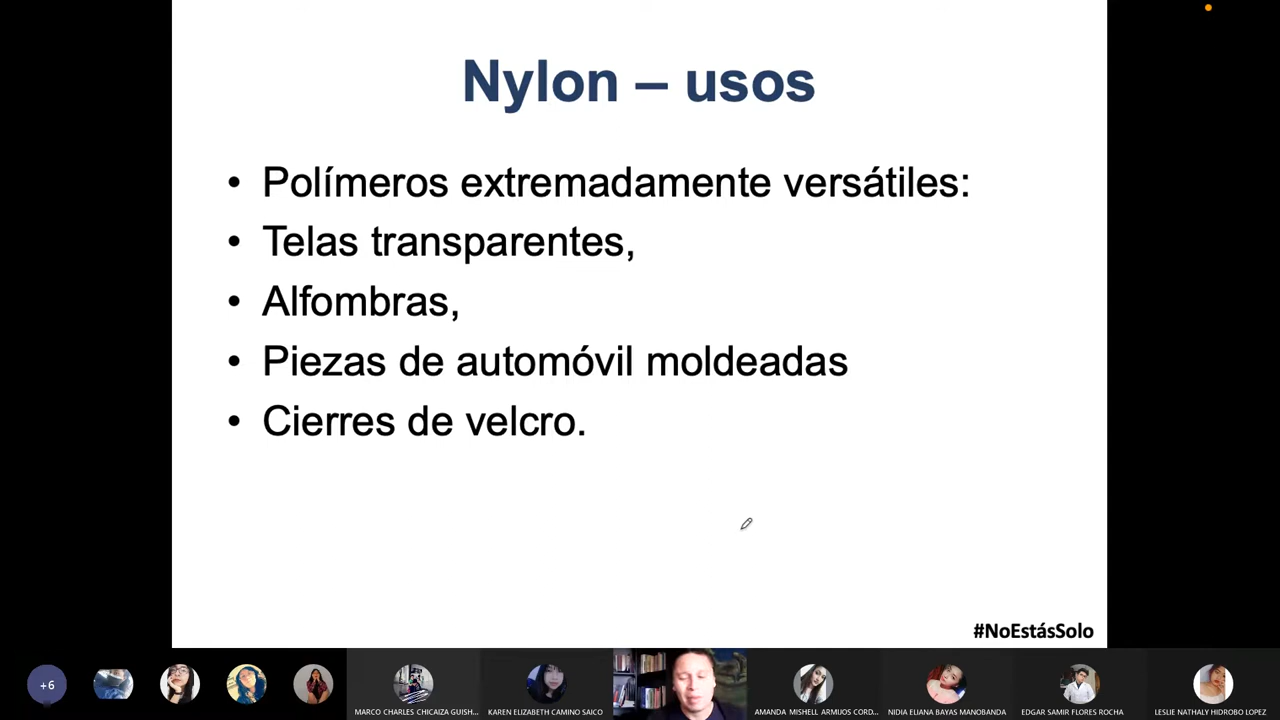 Nylon – usos
• Polímeros extremadamente versátiles:
• Telas transparentes,
• Alfombras,
• Piezas de automóvil moldeadas
• Cierres de velcro.
#NoEstásSolo
+6
MARCO CHARLES CHICAIZA GUISH...
KAREN ELIZABETH CAMINO SAICO
AMANDA MISHELL ARMIJOS CORD...
NIDIA ELIANA BAYAS MANOBANDA
EDGAR SAMIR FLORES ROCHA
LESLIE NATHALY HIDROBO LOPEZ